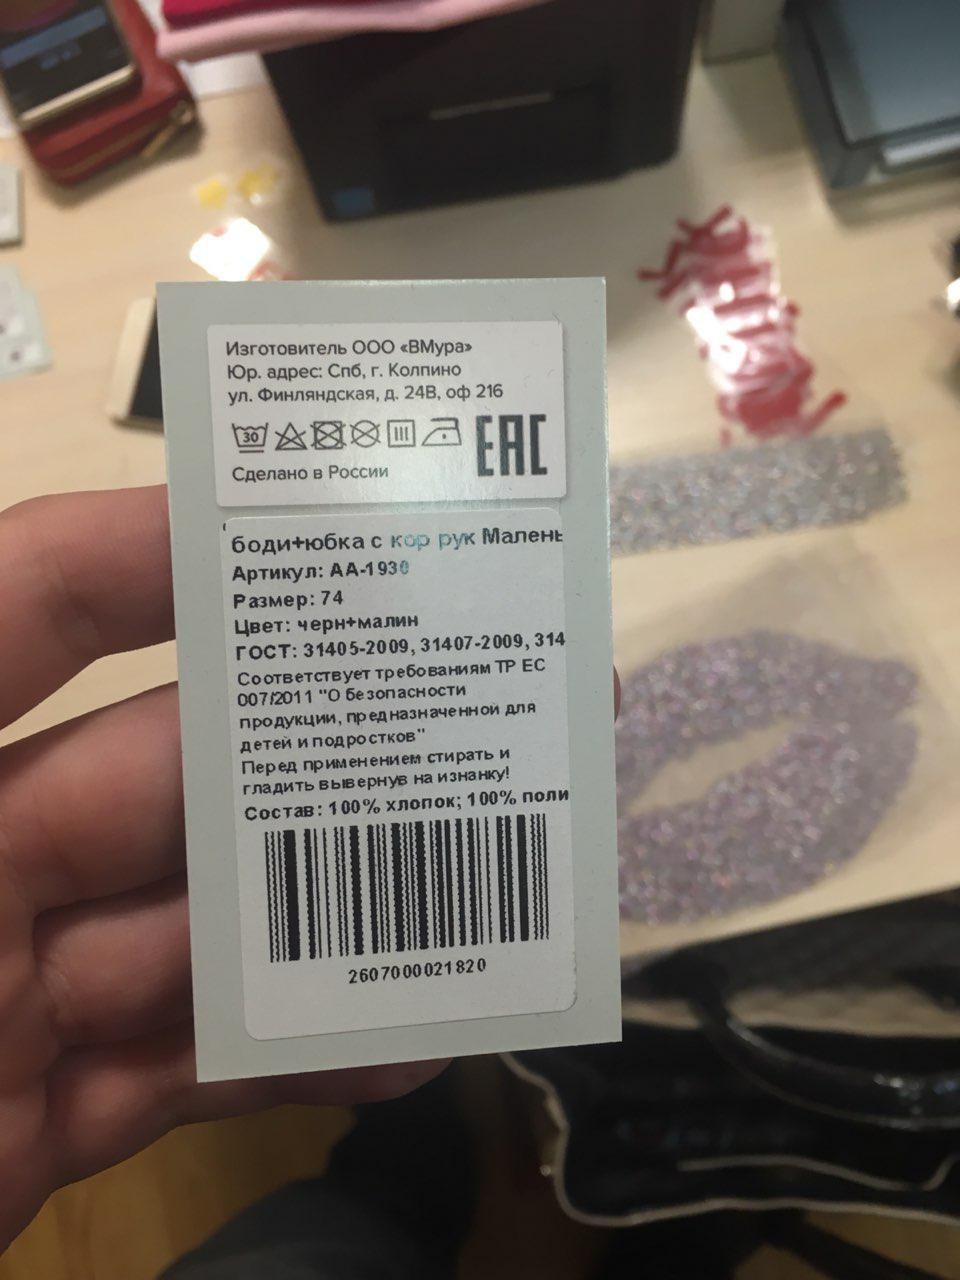 Изготовитель ООО «ВМура»
Юр. адрес: Спб, г. Колпино
ул. Финляндская, д. 24В, оф 216
30
ЕАС
Сделано в России
боди+юбка с кор рук Малень
Артикул: АА-1930
Размер: 74
Цвет: черн+малин
ГОСТ: 31405-2009, 31407-2009, 314
Соответствует требованиям ТР ЕС
007/2011 "О безопасности
продукции, предназначенной для
детей и подростков"
Перед применением стирать и
гладить вывернув на изнанку!
Состав: 100% хлопок; 100% поли
2607000021820